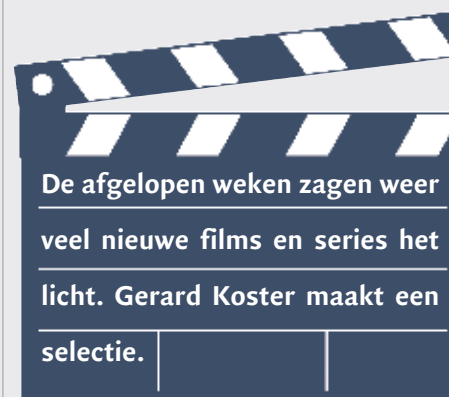 De afgelopen weken zagen weer
veel nieuwe films en series het
licht. Gerard Koster maakt een
selectie.